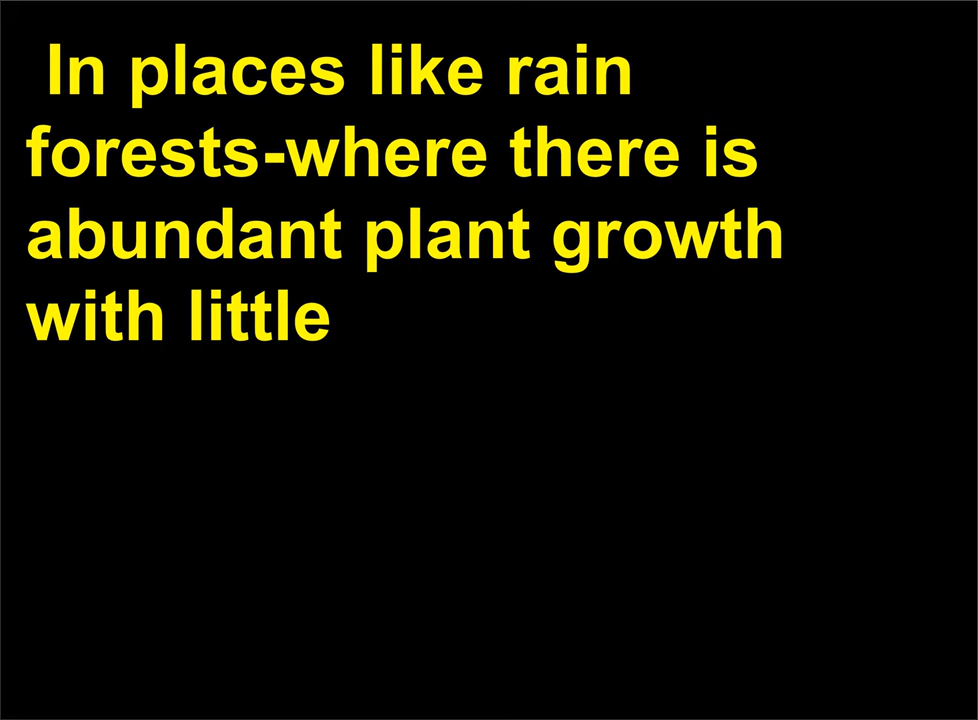 In places like rain
forests-where there is
abundant plant growth
with little